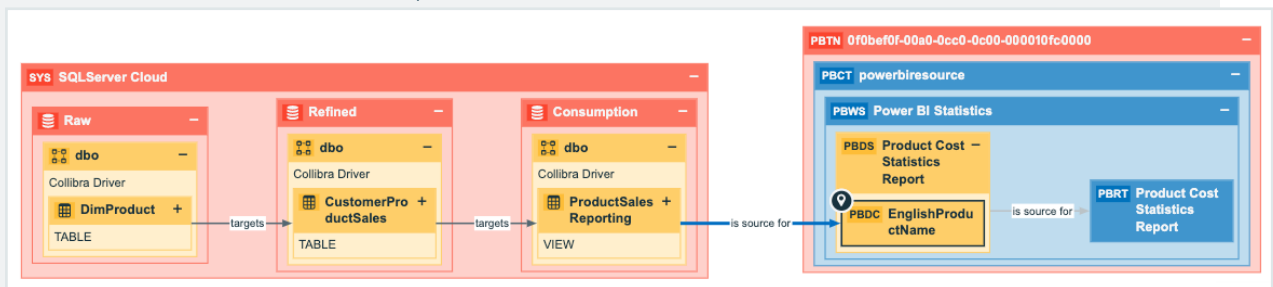 SYS SQLServer Cloud
Raw
dbo
Collibra Driver
DimProduct
TABLE
targets
Refined
dbo
Collibra Driver
CustomerPro
ductSales
TABLE
targets
Consumption
dbo
Collibra Driver
ProductSales
Reporting
VIEW
is source for
PBTN 0f0bef0f-00a0-0cc0-0c00-000010fc0000
PBCT powerbiresource
PBWS Power BI Statistics
PBDS Product Cost
Statistics
Report
PBDC EnglishProdu
ctName
is source for
PBRT Product Cost
Statistics
Report